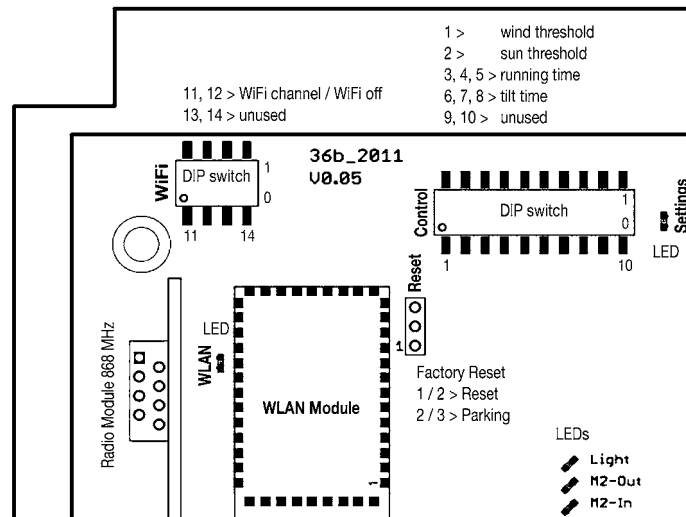 1 > wind threshold
2 > sun threshold
3, 4, 5 > running time
6, 7, 8 > tilt time
9, 10 > unused
11, 12 > WiFi channel / WiFi off
13, 14 > unused
36b_2011
V0.05
WiFi
DIP switch
1
0
11
14
Control
DIP switch
1
0
1
10
Settings
LED
Reset
1
Factory Reset
1 / 2 > Reset
2 / 3 > Parking
Radio Module 868 MHz
LED
WLAN
WLAN Module
1
LEDs
Light
M2-Out
M2-In